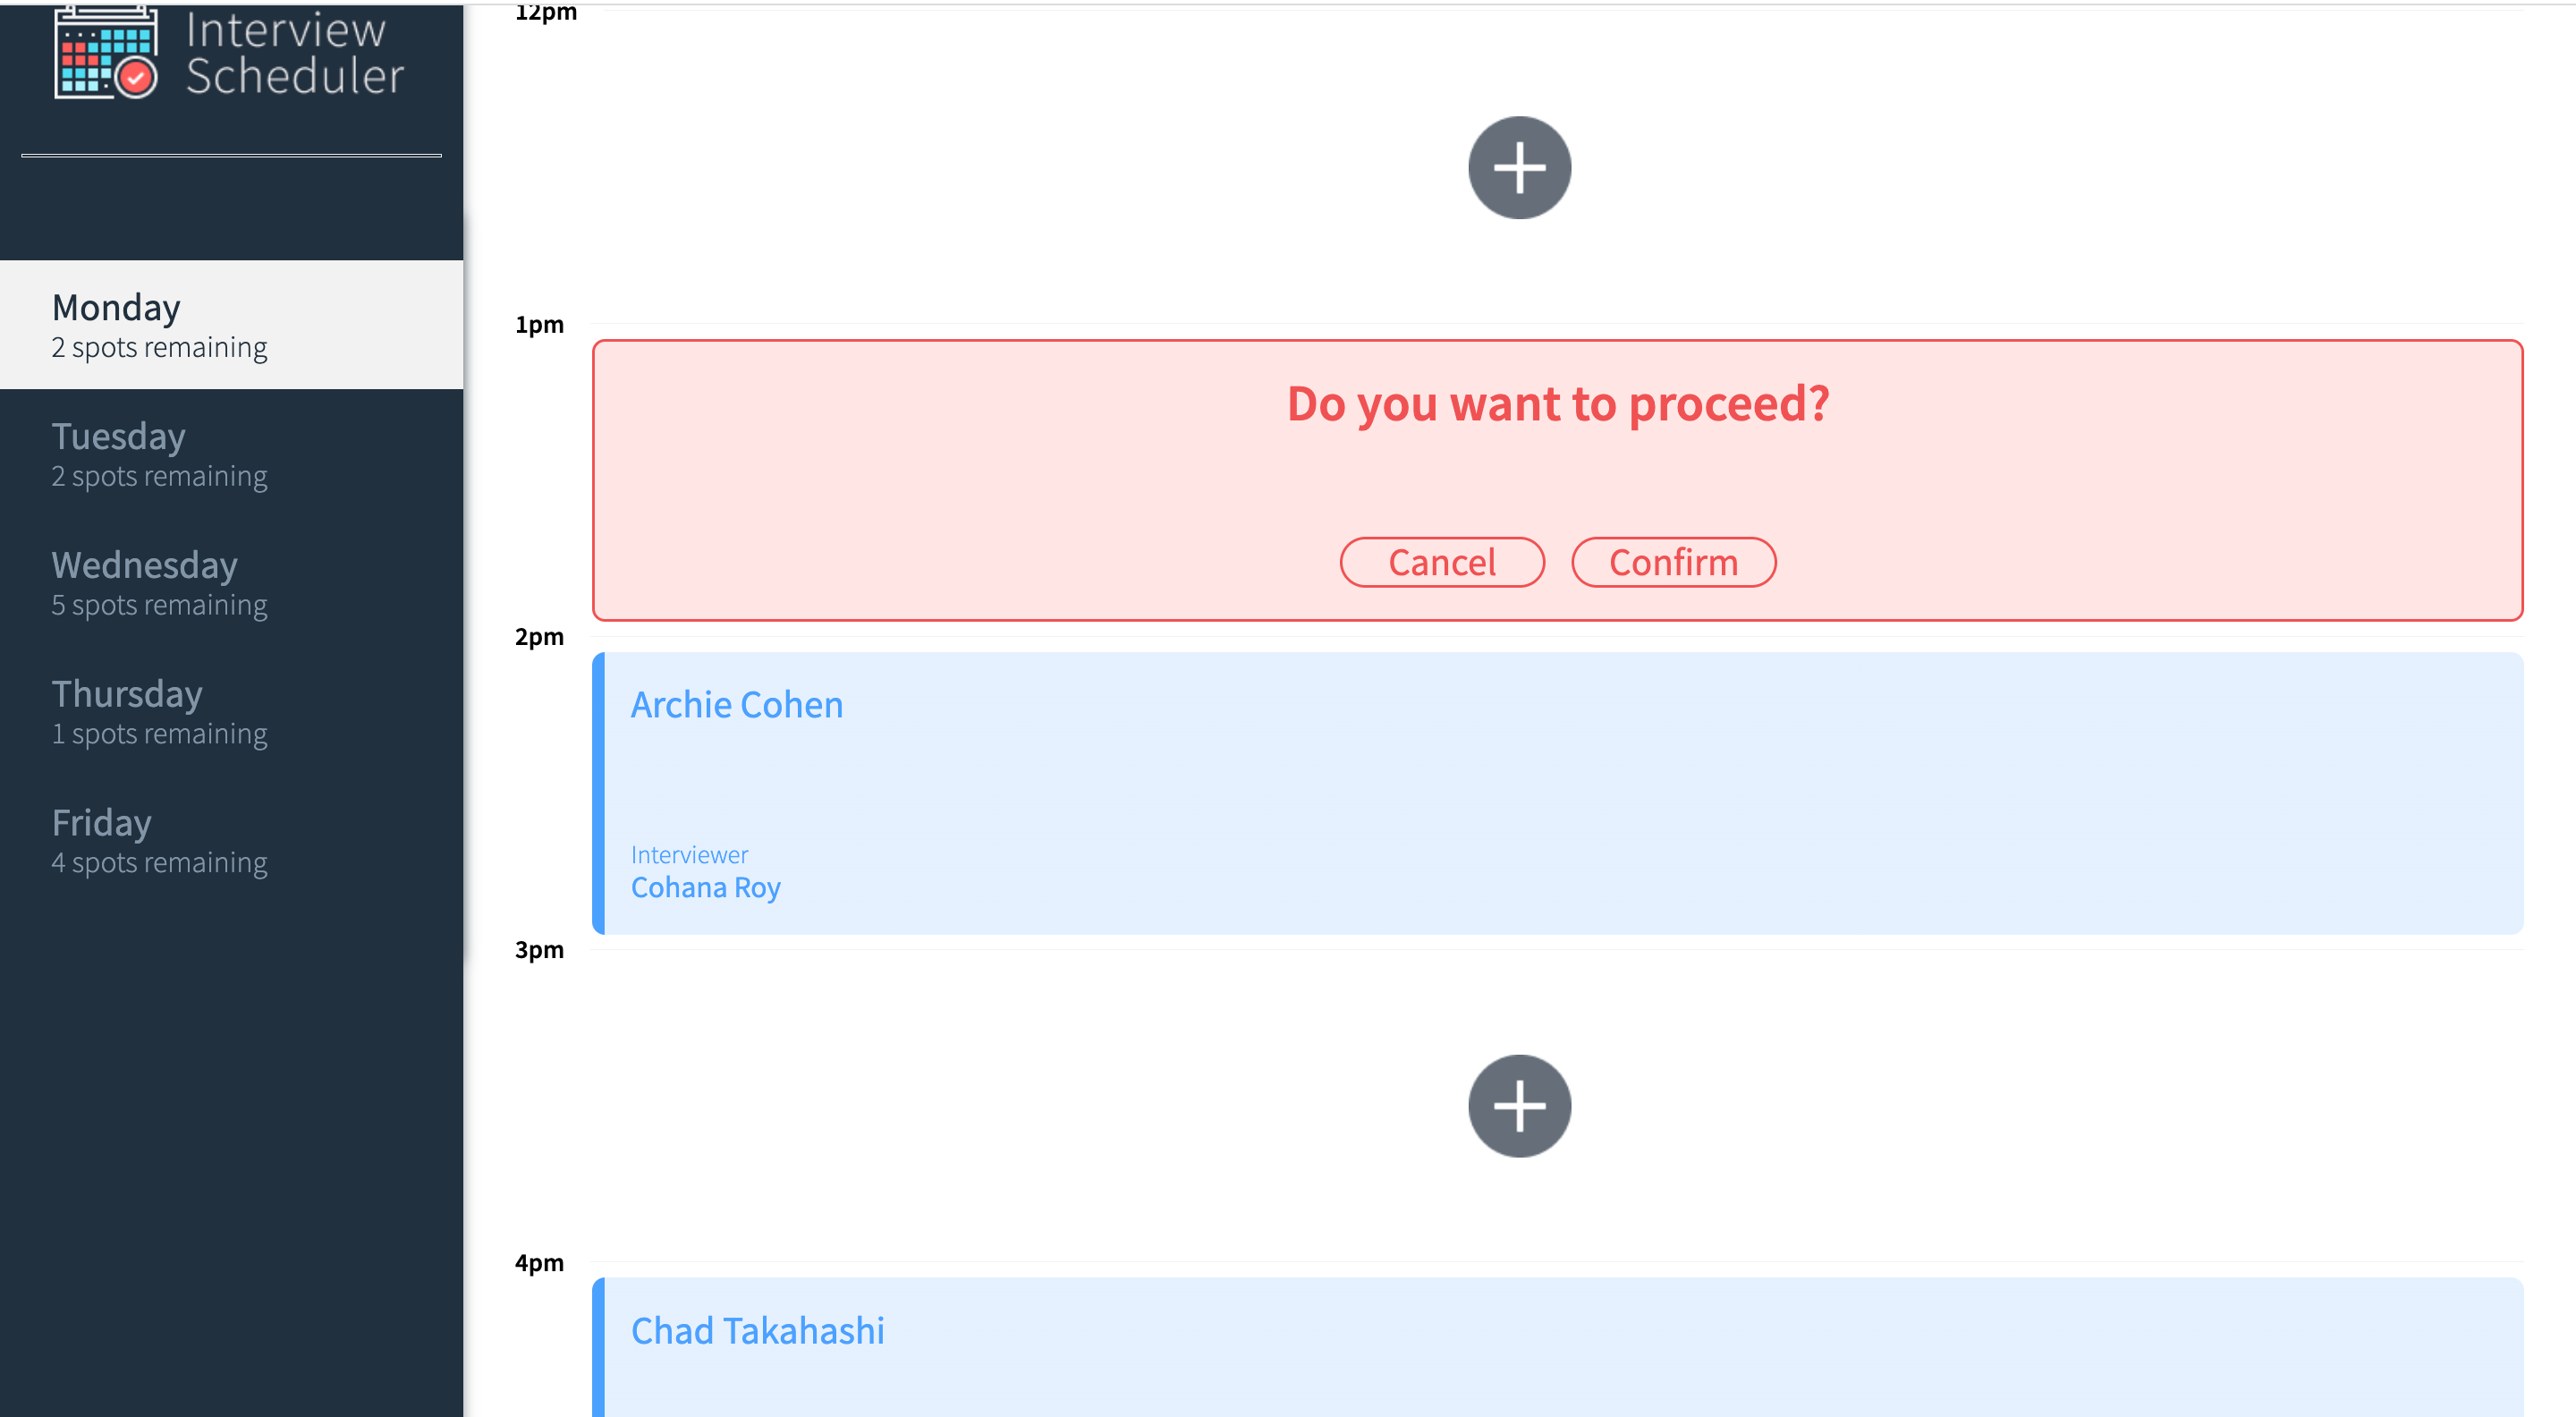 Interview
Scheduler
Monday
2 spots remaining
Tuesday
2 spots remaining
Wednesday
5 spots remaining
Thursday
1 spots remaining
Friday
4 spots remaining
12pm
1pm
Do you want to proceed?
Cancel Confirm
2pm
Archie Cohen
Interviewer
Cohana Roy
3pm
4pm
Chad Takahashi